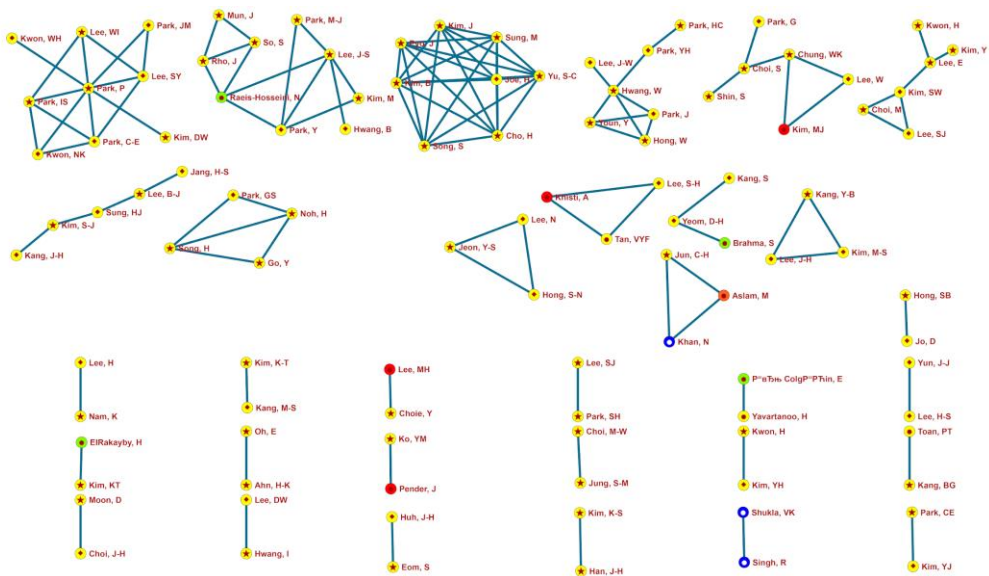 Kwon, WH
Lee, WI
Park, JM
Lee, SY
Park, P
Park, IS
Park, C-E
Kwon, NK
Kim, DW
Mun, J
So, S
Rho, J
Raeis-Hosseini, N
Park, M-J
Lee, J-S
Kim, M
Park, Y
Hwang, B
Kim, J
Sung, M
Yu, S-C
Cho, H
Song, S
Park, HC
Park, YH
Lee, J-W
Hwang, W
Park, J
Youn, Y
Hong, W
Park, G
Chung, WK
Choi, S
Lee, W
Shin, S
Kim, MJ
Kwon, H
Kim, Y
Lee, E
Kim, SW
Choi, M
Lee, SJ
Jang, H-S
Lee, B-J
Sung, HJ
Kim, S-J
Kang, J-H
Park, GS
Noh, H
Go, Y
Lee, N
Jeon, Y-S
Hong, S-N
Khisti, A
Lee, S-H
Tan, VYF
Kang, S
Yeom, D-H
Brahma, S
Kang, Y-B
Lee, J-H
Kim, M-S
Jun, C-H
Aslam, M
Khan, N
Hong, SB
Jo, D
Lee, H
Nam, K
Kim, K-T
Kang, M-S
Lee, MH
Choie, Y
Lee, SJ
Park, SH
Yavartanoo, H
Yun, J-J
Lee, H-S
ElRakayby, H
Kim, KT
Oh, E
Ahn, H-K
Ko, YM
Pender, J
Choi, M-W
Jung, S-M
Kwon, H
Kim, YH
Toan, PT
Kang, BG
Moon, D
Choi, J-H
Lee, DW
Hwang, I
Huh, J-H
Eom, S
Kim, K-S
Han, J-H
Shukla, VK
Singh, R
Park, CE
Kim, YJ